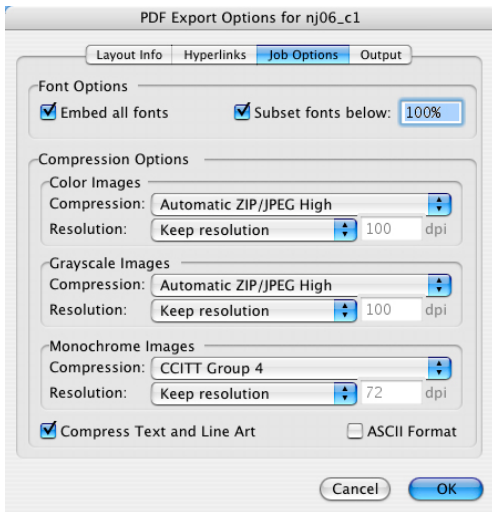 PDF Export Options for nj06_c1
Layout Info Hyperlinks Job Options Output
Font Options
Embed all fonts Subset fonts below: 100%
Compression Options
Color Images
Compression: Automatic ZIP/JPEG High
Resolution: Keep resolution 100 dpi
Grayscale Images
Compression: Automatic ZIP/JPEG High
Resolution: Keep resolution 100 dpi
Monochrome Images
Compression: CCITT Group 4
Resolution: Keep resolution 72 dpi
Compress Text and Line Art ASCII Format
Cancel OK